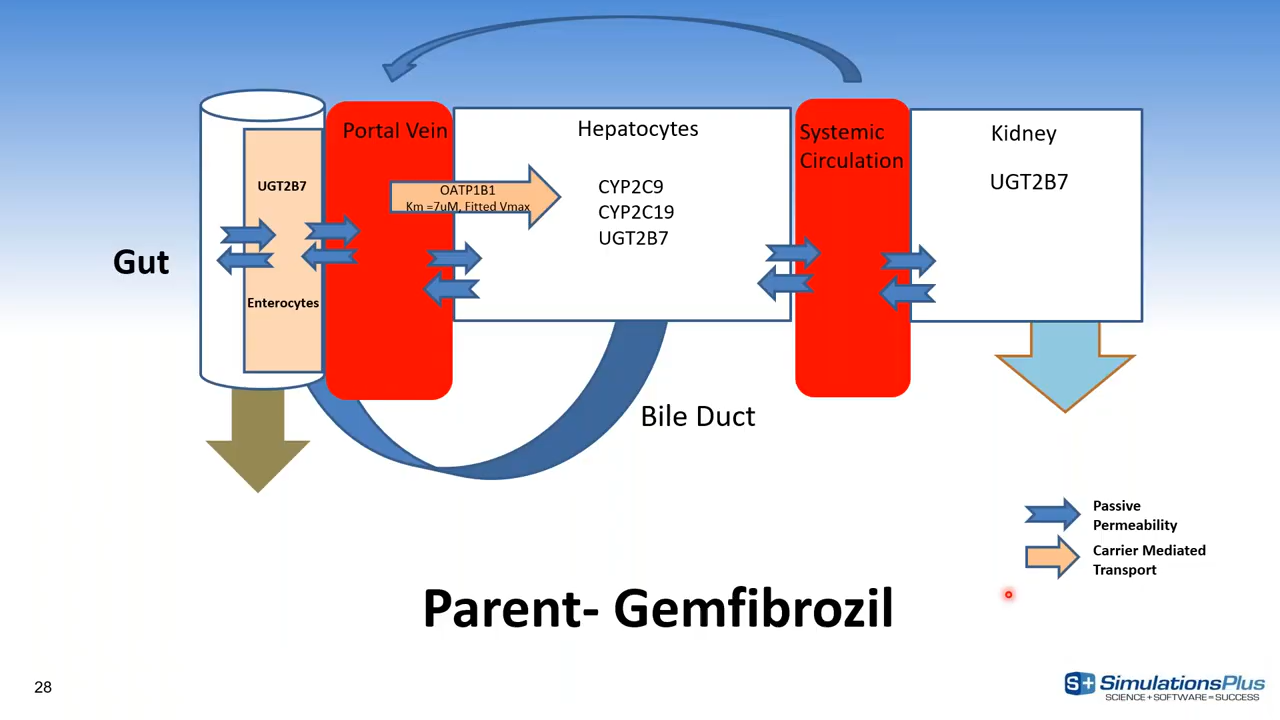 Portal Vein
Hepatocytes
Systemic
Circulation
Kidney
UGT2B7
OATP1B1
Km =7uM, Fitted Vmax
CYP2C9
CYP2C19
UGT2B7
UGT2B7
Gut
Enterocytes
Bile Duct
Passive
Permeability
Carrier Mediated
Transport
Parent- Gemfibrozil
28
S+ SimulationsPlus
SCIENCE + SOFTWARE = SUCCESS